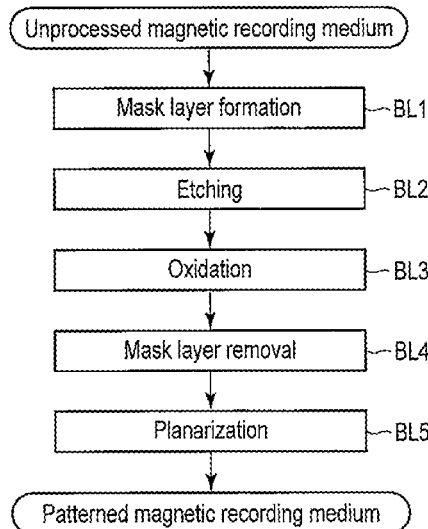 Unprocessed magnetic recording medium
Mask layer formation BL1
Etching BL2
Oxidation BL3
Mask layer removal BL4
Planarization BL5
Patterned magnetic recording medium